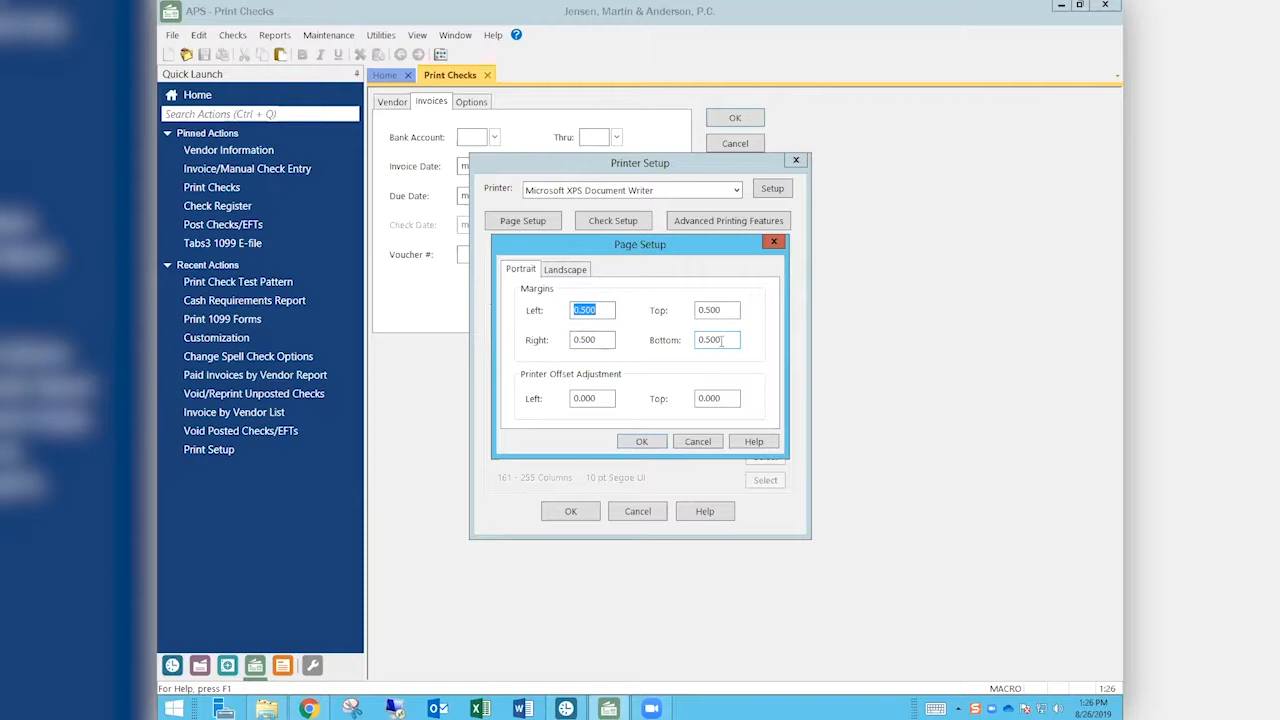 APS - Print Checks
Jensen, Martin & Anderson, P.C.
File Edit Checks Reports Maintenance Utilities View Window Help
Quick Launch
Home
Print Checks
Home
Search Actions (Ctrl + Q)
Pinned Actions
Vendor Information
Invoice/Manual Check Entry
Print Checks
Check Register
Post Checks/EFTs
Tabs3 1099 E-file
Recent Actions
Print Check Test Pattern
Cash Requirements Report
Print 1099 Forms
Customization
Change Spell Check Options
Paid Invoices by Vendor Report
Void/Reprint Unposted Checks
Invoice by Vendor List
Void Posted Checks/EFTs
Print Setup
Vendor Invoices Options
Bank Account: Thru:
Invoice Date: m
Due Date: m
Check Date: m
Voucher #:
OK
Cancel
Printer Setup
Printer: Microsoft XPS Document Writer Setup
Page Setup Check Setup Advanced Printing Features
Page Setup
Portrait Landscape
Margins
Left: 0.500 Top: 0.500
Right: 0.500 Bottom: 0.500
Printer Offset Adjustment
Left: 0.000 Top: 0.000
OK Cancel Help
161 - 255 Columns 10 pt Segoe UI Select
OK Cancel Help
For Help, press F1
MACRO 1:26
1:26 PM
8/26/2019